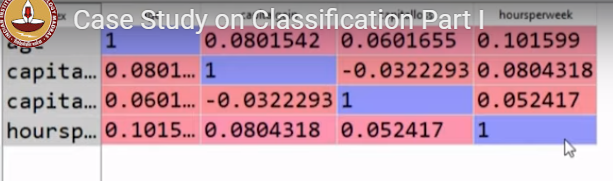 Case Study on Classification Part I
hoursperweek
1 0.0801542 0.0601655 0.101599
capita... 0.0801... 1 -0.0322293 0.0804318
capita... 0.0601... -0.0322293 1 0.052417
hoursp... 0.1015... 0.0804318 0.052417 1